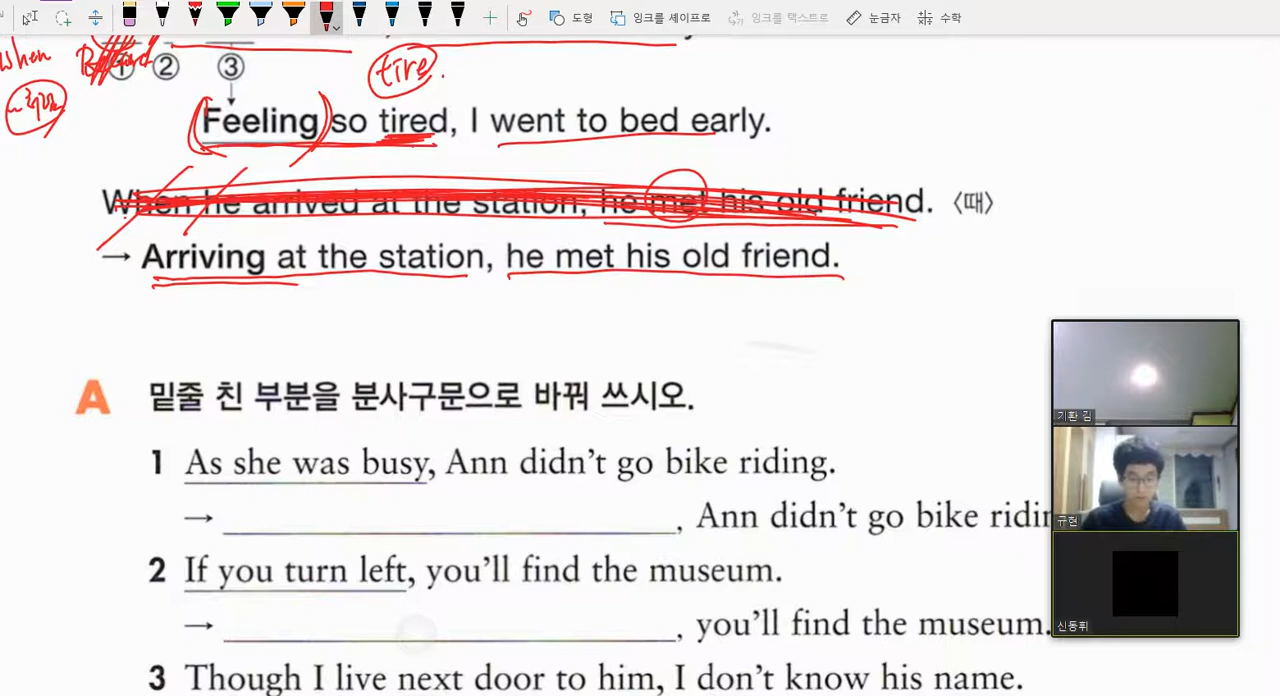 도형 잉크를 셰이프로 잉크를 텍스트로 눈금자 수학
when
① ② ③
tire.
Feeling so tired, I went to bed early.
When he arrived at the station, he met his old friend. 〈때〉
→ Arriving at the station, he met his old friend.
A 밑줄 친 부분을 분사구문으로 바꿔 쓰시오.
기환 김
1 As she was busy, Ann didn't go bike riding.
→ , Ann didn't go bike ridin
규현
2 If you turn left, you'll find the museum.
→ , you'll find the museum.
신동휘
3 Though I live next door to him, I don't know his name.